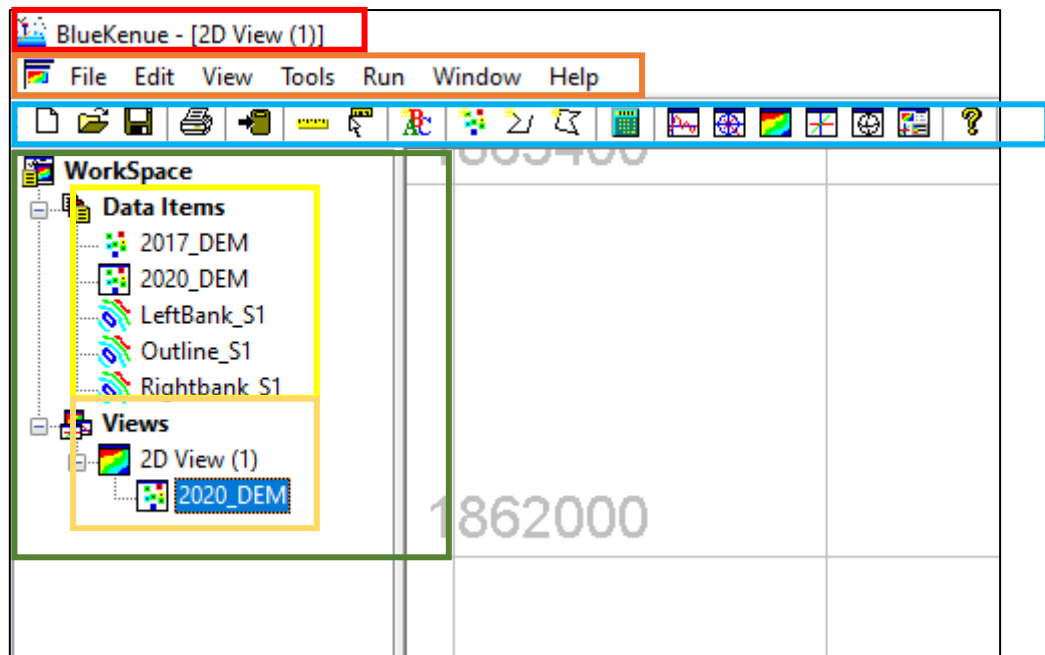 BlueKenue - [2D View (1)]
File Edit View Tools Run Window Help
ABC ?
WorkSpace
Data Items
2017_DEM
2020_DEM
LeftBank_S1
Outline_S1
Rightbank_S1
Views
2D View (1)
2020_DEM
1862000